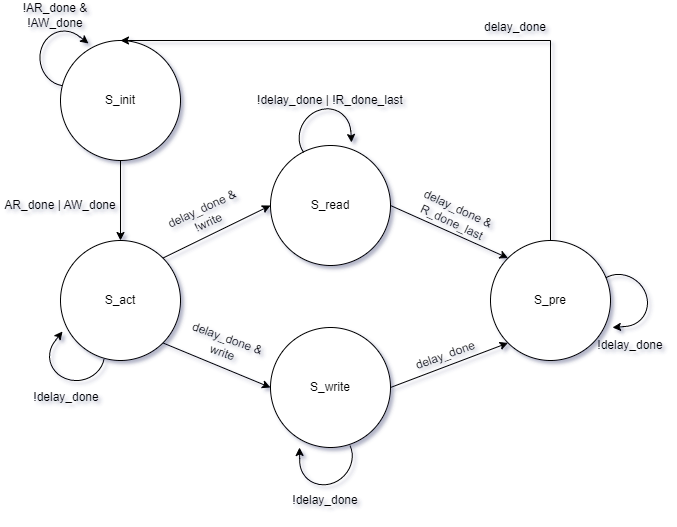 !AR_done &
!AW_done
delay_done
S_init
!delay_done | !R_done_last
AR_done | AW_done
delay_done &
!write
S_read
delay_done &
R_done_last
S_act
S_pre
delay_done &
write
delay_done
!delay_done
S_write
!delay_done
!delay_done